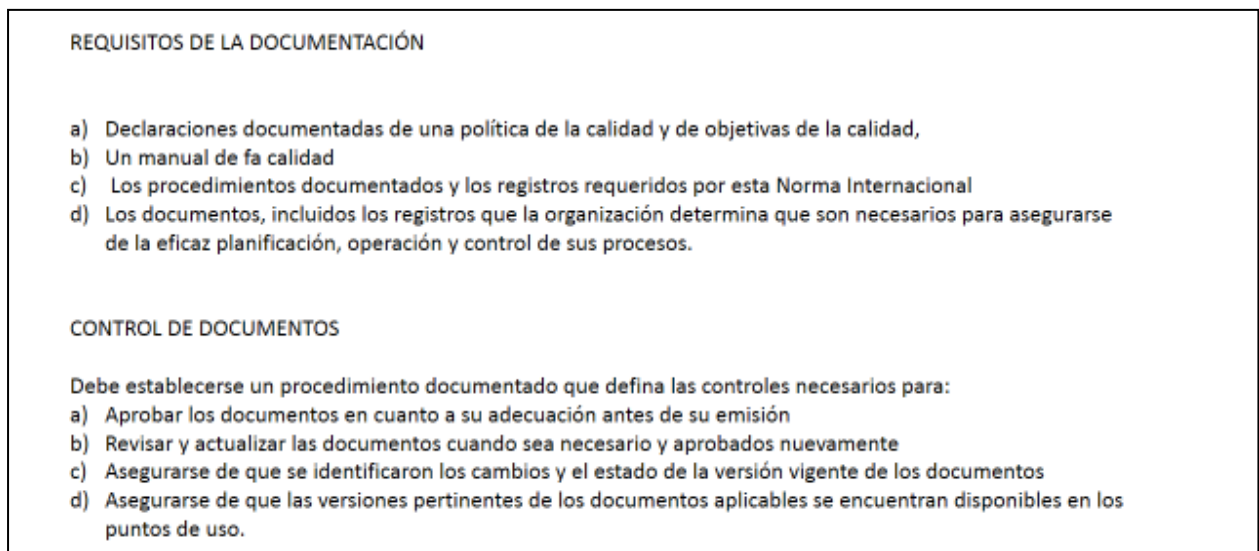 REQUISITOS DE LA DOCUMENTACIÓN
a) Declaraciones documentadas de una política de la calidad y de objetivas de la calidad,
b) Un manual de fa calidad
c) Los procedimientos documentados y los registros requeridos por esta Norma Internacional
d) Los documentos, incluidos los registros que la organización determina que son necesarios para asegurarse
de la eficaz planificación, operación y control de sus procesos.
CONTROL DE DOCUMENTOS
Debe establecerse un procedimiento documentado que defina las controles necesarios para:
a) Aprobar los documentos en cuanto a su adecuación antes de su emisión
b) Revisar y actualizar las documentos cuando sea necesario y aprobados nuevamente
c) Asegurarse de que se identificaron los cambios y el estado de la versión vigente de los documentos
d) Asegurarse de que las versiones pertinentes de los documentos aplicables se encuentran disponibles en los
puntos de uso.